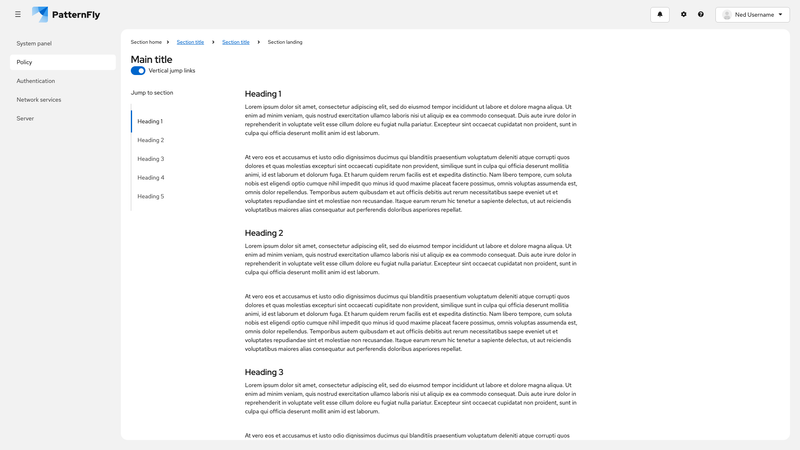 PatternFly
Ned Username
System panel
Policy
Authentication
Network services
Server
Section home > Section title > Section title > Section landing
Main title
Vertical jump links
Jump to section
Heading 1
Heading 2
Heading 3
Heading 4
Heading 5
Heading 1
Lorem ipsum dolor sit amet, consectetur adipiscing elit, sed do eiusmod tempor incididunt ut labore et dolore magna aliqua. Ut
enim ad minim veniam, quis nostrud exercitation ullamco laboris nisi ut aliquip ex ea commodo consequat. Duis aute irure dolor in
reprehenderit in voluptate velit esse cillum dolore eu fugiat nulla pariatur. Excepteur sint occaecat cupidatat non proident, sunt in
culpa qui officia deserunt mollit anim id est laborum.
At vero eos et accusamus et iusto odio dignissimos ducimus qui blanditiis praesentium voluptatum deleniti atque corrupti quos
dolores et quas molestias excepturi sint occaecati cupiditate non provident, similique sunt in culpa qui officia deserunt mollitia
animi, id est laborum et dolorum fuga. Et harum quidem rerum facilis est et expedita distinctio. Nam libero tempore, cum soluta
nobis est eligendi optio cumque nihil impedit quo minus id quod maxime placeat facere possimus, omnis voluptas assumenda est,
omnis dolor repellendus. Temporibus autem quibusdam et aut officiis debitis aut rerum necessitatibus saepe eveniet ut et
voluptates repudiandae sint et molestiae non recusandae. Itaque earum rerum hic tenetur a sapiente delectus, ut aut reiciendis
voluptatibus maiores alias consequatur aut perferendis doloribus asperiores repellat.
Heading 2
Lorem ipsum dolor sit amet, consectetur adipiscing elit, sed do eiusmod tempor incididunt ut labore et dolore magna aliqua. Ut
enim ad minim veniam, quis nostrud exercitation ullamco laboris nisi ut aliquip ex ea commodo consequat. Duis aute irure dolor in
reprehenderit in voluptate velit esse cillum dolore eu fugiat nulla pariatur. Excepteur sint occaecat cupidatat non proident, sunt in
culpa qui officia deserunt mollit anim id est laborum.
At vero eos et accusamus et iusto odio dignissimos ducimus qui blanditiis praesentium voluptatum deleniti atque corrupti quos
dolores et quas molestias excepturi sint occaecati cupiditate non provident, similique sunt in culpa qui officia deserunt mollitia
animi, id est laborum et dolorum fuga. Et harum quidem rerum facilis est et expedita distinctio. Nam libero tempore, cum soluta
nobis est eligendi optio cumque nihil impedit quo minus id quod maxime placeat facere possimus, omnis voluptas assumenda est,
omnis dolor repellendus. Temporibus autem quibusdam et aut officiis debitis aut rerum necessitatibus saepe eveniet ut et
voluptates repudiandae sint et molestiae non recusandae. Itaque earum rerum hic tenetur a sapiente delectus, ut aut reiciendis
voluptatibus maiores alias consequatur aut perferendis doloribus asperiores repellat.
Heading 3
Lorem ipsum dolor sit amet, consectetur adipiscing elit, sed do eiusmod tempor incididunt ut labore et dolore magna aliqua. Ut
enim ad minim veniam, quis nostrud exercitation ullamco laboris nisi ut aliquip ex ea commodo consequat. Duis aute irure dolor in
reprehenderit in voluptate velit esse cillum dolore eu fugiat nulla pariatur. Excepteur sint occaecat cupidatat non proident, sunt in
culpa qui officia deserunt mollit anim id est laborum.
At vero eos et accusamus et iusto odio dignissimos ducimus qui blanditiis praesentium voluptatum deleniti atque corrupti quos